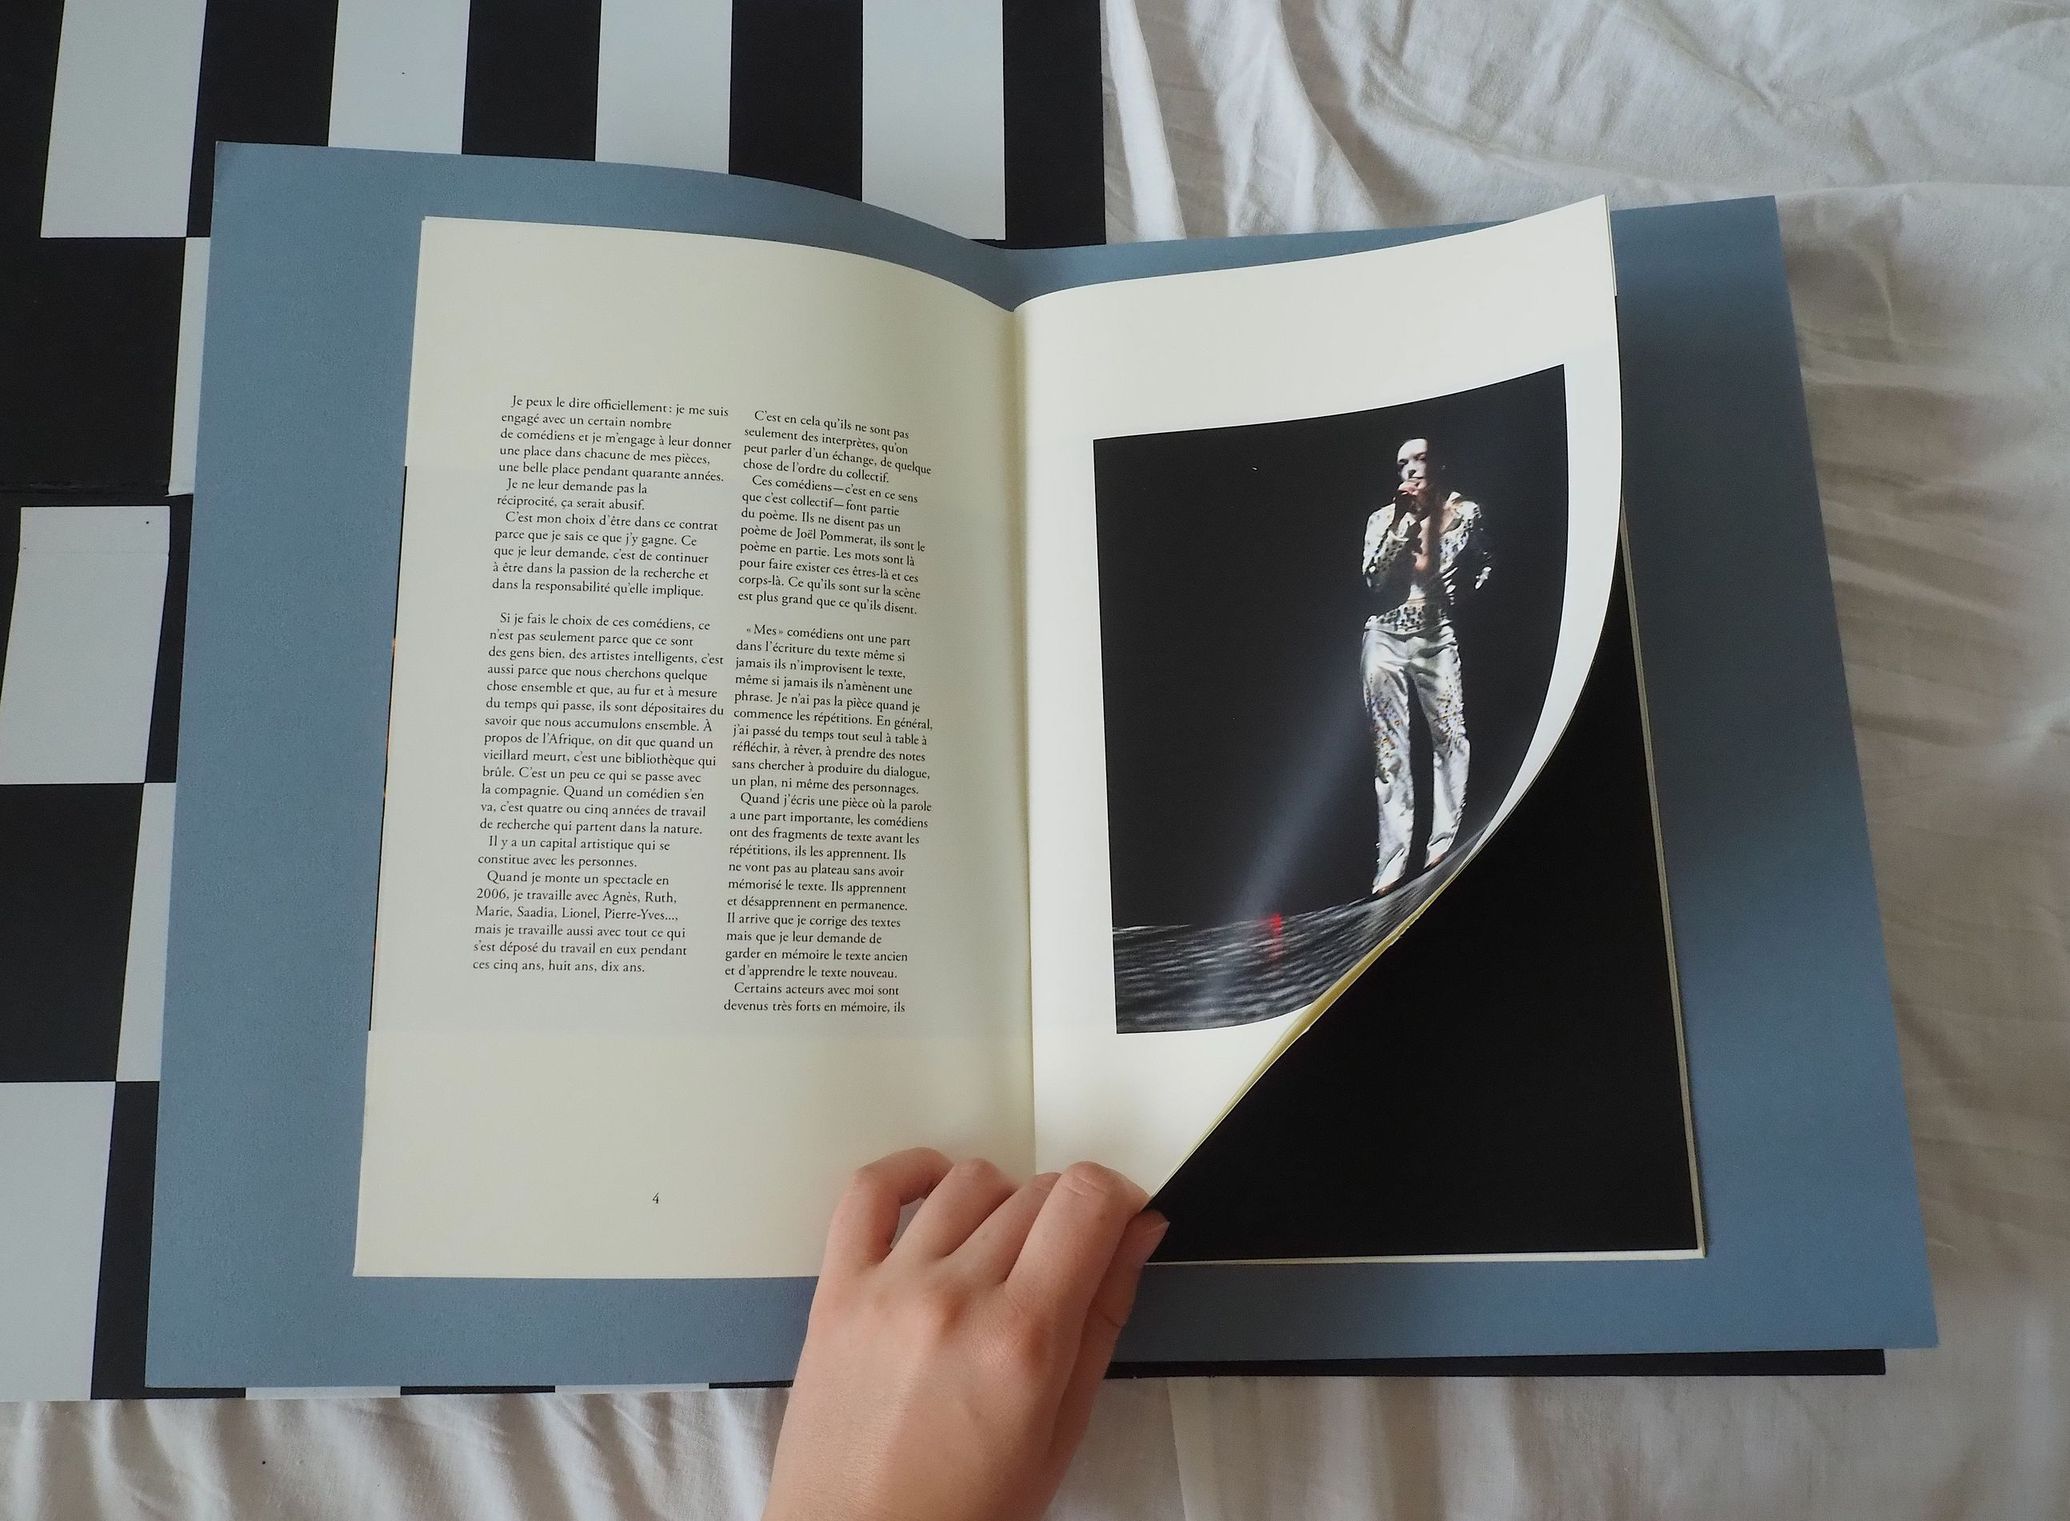 Je peux le dire officiellement : je me suis
engagé avec un certain nombre
de comédiens et je m'engage à leur donner
une place dans chacune de mes pièces,
une belle place pendant quarante années.
Je ne leur demande pas la
réciprocité, ça serait abusif.
C'est mon choix d'être dans ce contrat
parce que je sais ce que j'y gagne. Ce
que je leur demande, c'est de continuer
à être dans la passion de la recherche et
dans la responsabilité qu'elle implique.
Si je fais le choix de ces comédiens, ce
n'est pas seulement parce que ce sont
des gens bien, des artistes intelligents, c'est
aussi parce que nous cherchons quelque
chose ensemble et que, au fur et à mesure
du temps qui passe, ils sont dépositaires du
savoir que nous accumulons ensemble. À
propos de l'Afrique, on dit que quand un
vieillard meurt, c'est une bibliothèque qui
brûle. C'est un peu ce qui se passe avec
la compagnie. Quand un comédien s'en
va, c'est quatre ou cinq années de travail
de recherche qui partent dans la nature.
Il y a un capital artistique qui se
constitue avec les personnes.
Quand je monte un spectacle en
2006, je travaille avec Agnès, Ruth,
Marie, Saadia, Lionel, Pierre-Yves...,
mais je travaille aussi avec tout ce qui
s'est déposé du travail en eux pendant
ces cinq ans, huit ans, dix ans.
C'est en cela qu'ils ne sont pas
seulement des interprètes, qu'on
peut parler d'un échange, de quelque
chose de l'ordre du collectif.
Ces comédiens—c'est en ce sens
que c'est collectif—font partie
du poème. Ils ne disent pas un
poème de Joël Pommerat, ils sont le
poème en partie. Les mots sont là
pour faire exister ces êtres-là et ces
corps-là. Ce qu'ils sont sur la scène
est plus grand que ce qu'ils disent.
« Mes » comédiens ont une part
dans l'écriture du texte même si
jamais ils n'improvisent le texte,
même si jamais ils n'amènent une
phrase. Je n'ai pas la pièce quand je
commence les répétitions. En général,
j'ai passé du temps tout seul à table à
réfléchir, à rêver, à prendre des notes
sans chercher à produire du dialogue,
un plan, ni même des personnages.
Quand j'écris une pièce où la parole
a une part importante, les comédiens
ont des fragments de texte avant les
répétitions, ils les apprennent. Ils
ne vont pas au plateau sans avoir
mémorisé le texte. Ils apprennent
et désapprennent en permanence.
Il arrive que je corrige des textes
mais que je leur demande de
garder en mémoire le texte ancien
et d'apprendre le texte nouveau.
Certains acteurs avec moi sont
devenus très forts en mémoire, ils
4